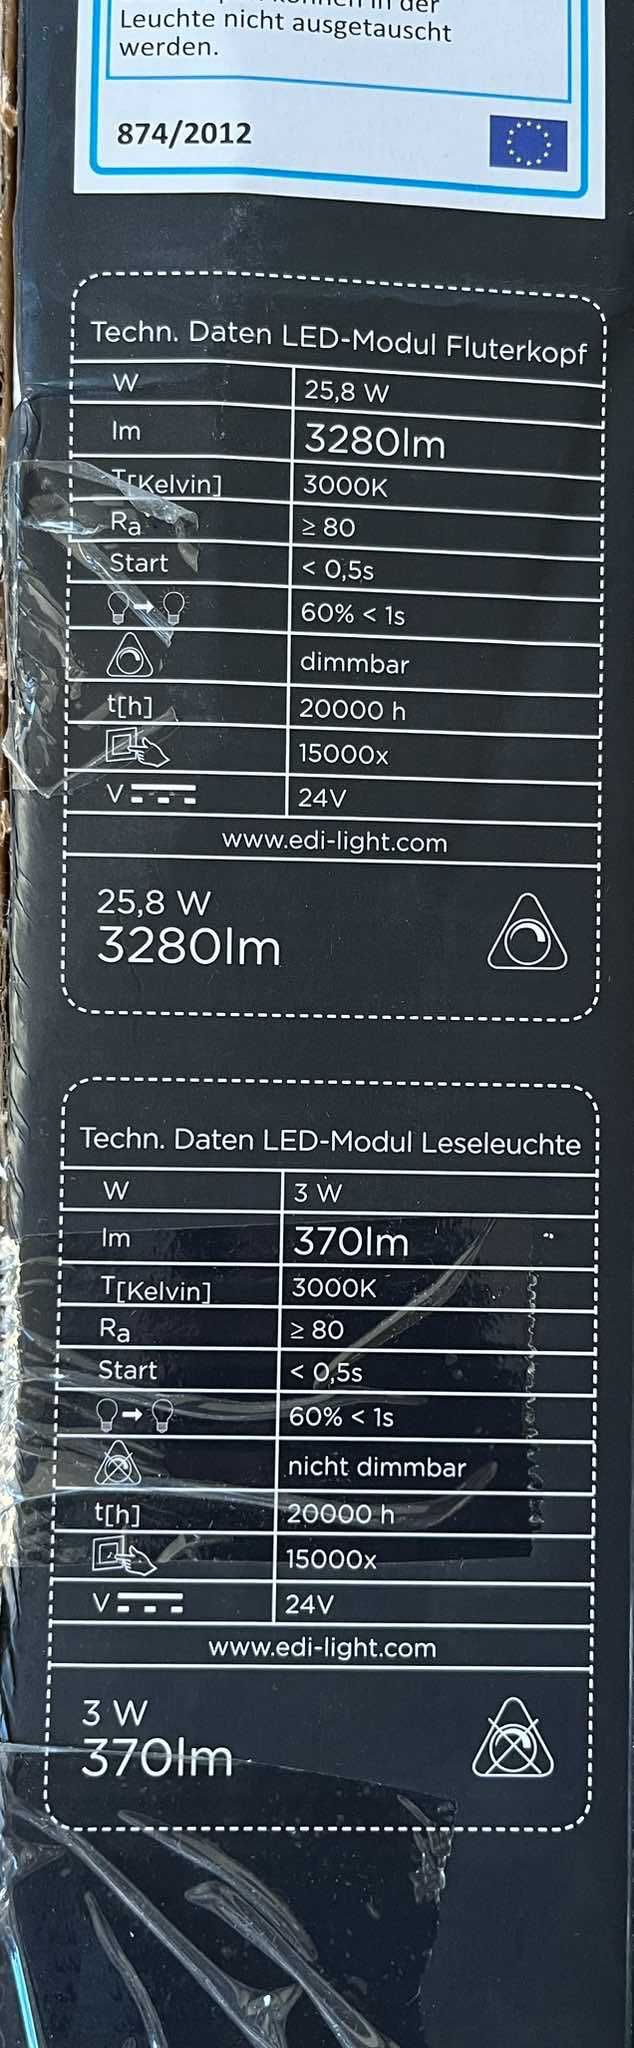 können in der
Leuchte nicht ausgetauscht
werden.
874/2012
Techn. Daten LED-Modul Fluterkopf
W 25,8 W
lm 3280lm
T[Kelvin] 3000K
Ra ≥ 80
Start < 0,5s
60% < 1s
dimmbar
t[h] 20000 h
15000x
V 24V
www.edi-light.com
25,8 W
3280lm
Techn. Daten LED-Modul Leseleuchte
W 3 W
lm 370lm
T[Kelvin] 3000K
Ra ≥ 80
Start < 0,5s
60% < 1s
nicht dimmbar
t[h] 20000 h
15000x
V 24V
www.edi-light.com
3 W
370lm